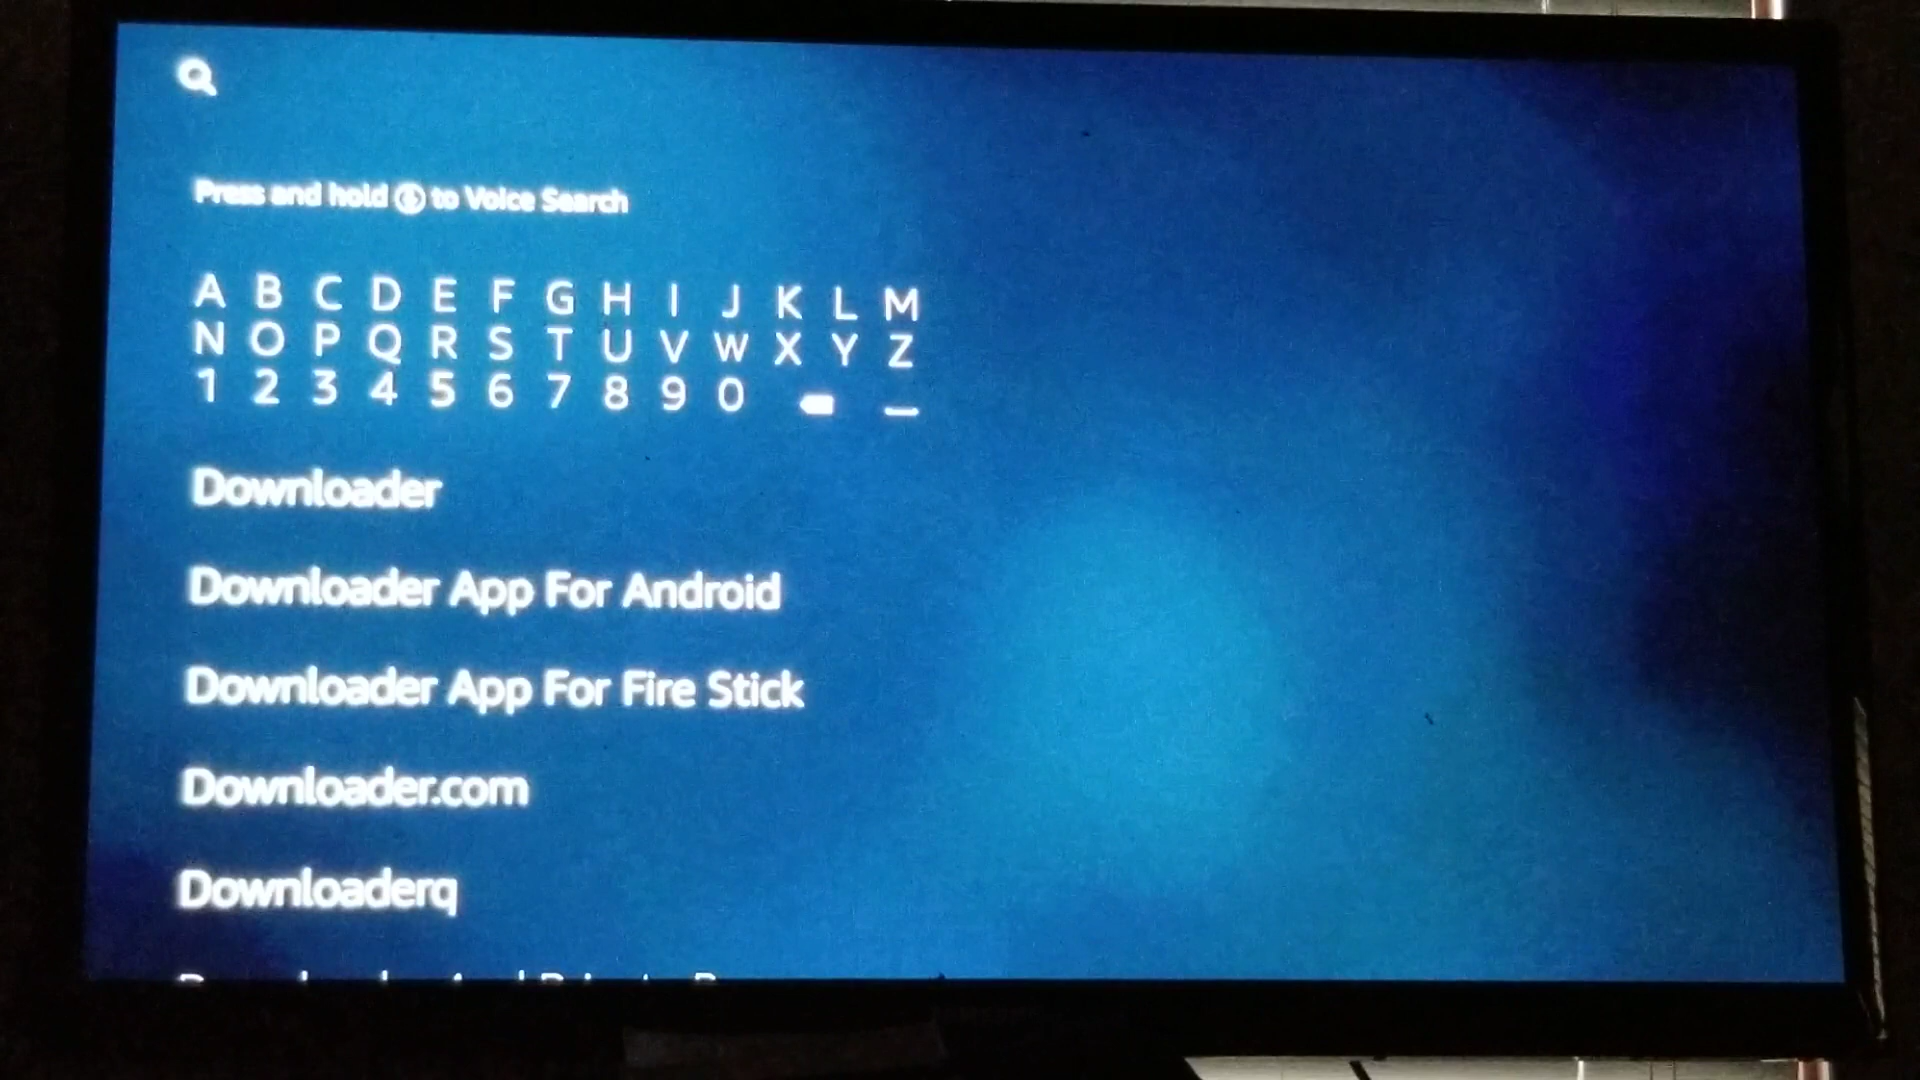 Press and hold to Voice Search
A B C D E F G H I J K L M
N O P Q R S T U V W X Y Z
1 2 3 4 5 6 7 8 9 0
Downloader
Downloader App For Android
Downloader App For Fire Stick
Downloader.com
Downloaderq